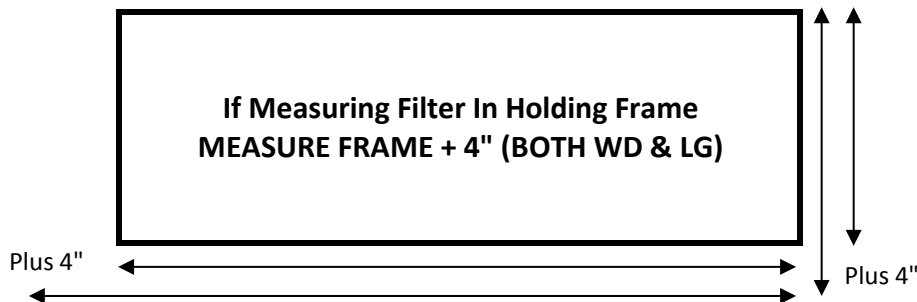 If Measuring Filter In Holding Frame
MEASURE FRAME + 4" (BOTH WD & LG)
Plus 4"
Plus 4"